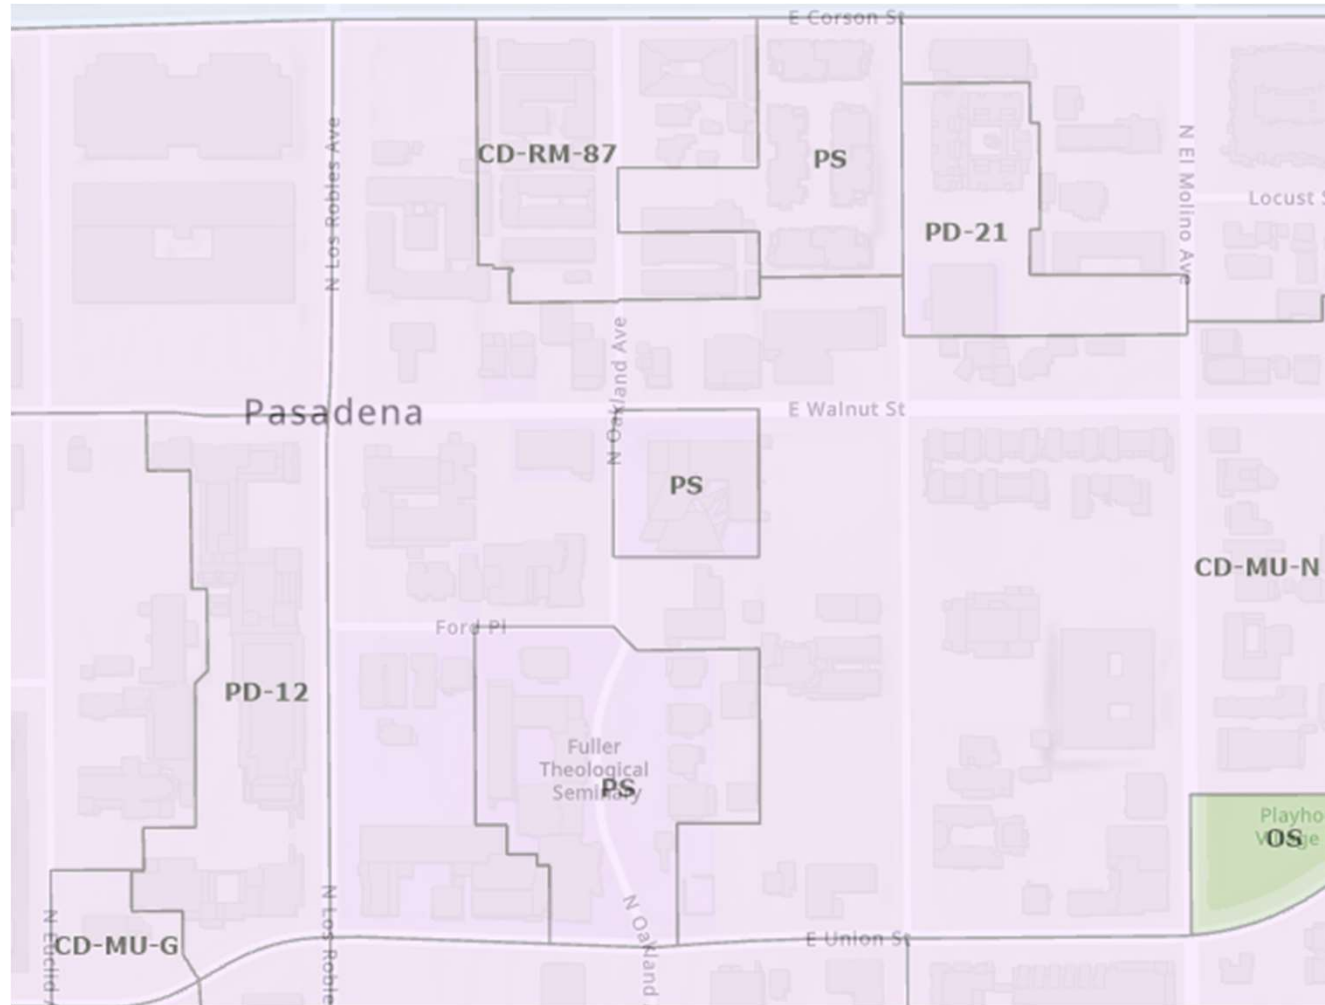 E Corson St
N Los Robles Ave
CD-RM-87
PS
N El Molino Ave
Locust
PD-21
N Oakland Ave
Pasadena
E Walnut St
PS
CD-MU-N
Ford Pl
PD-12
Fuller
Theological
Seminary
PS
OS
N Los Roble
N Oakland
E Union St
N Euclid
CD-MU-G